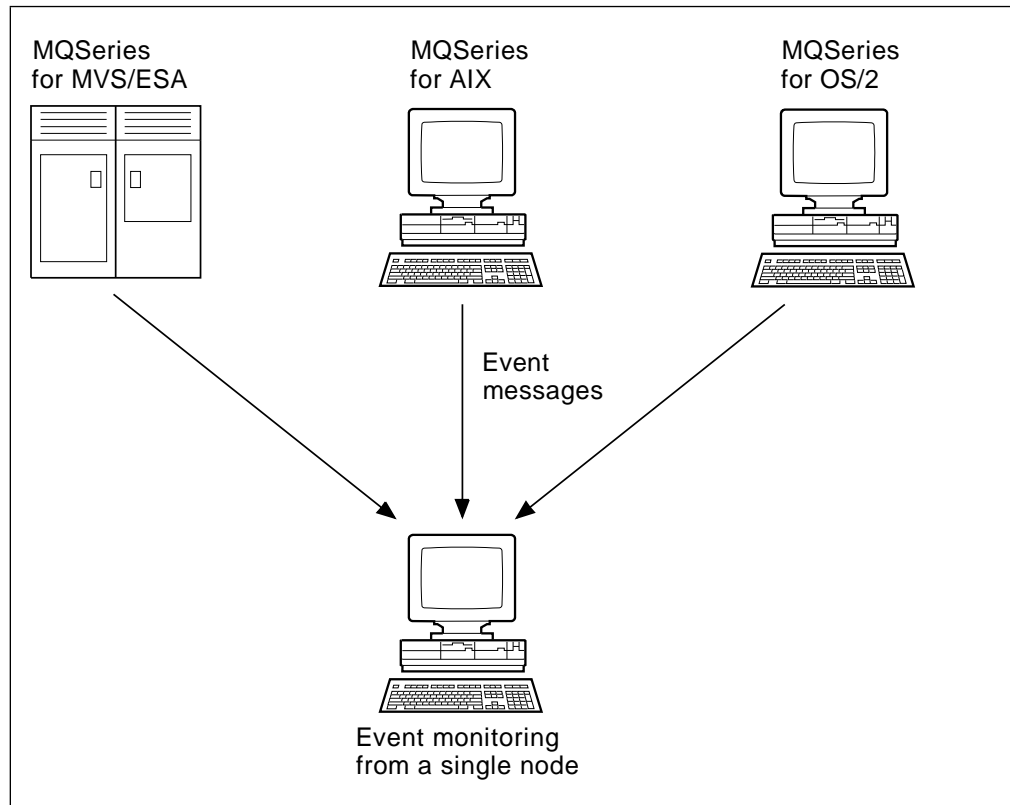 MQSeries
for MVS/ESA
MQSeries
for AIX
MQSeries
for OS/2
Event
messages
Event monitoring
from a single node